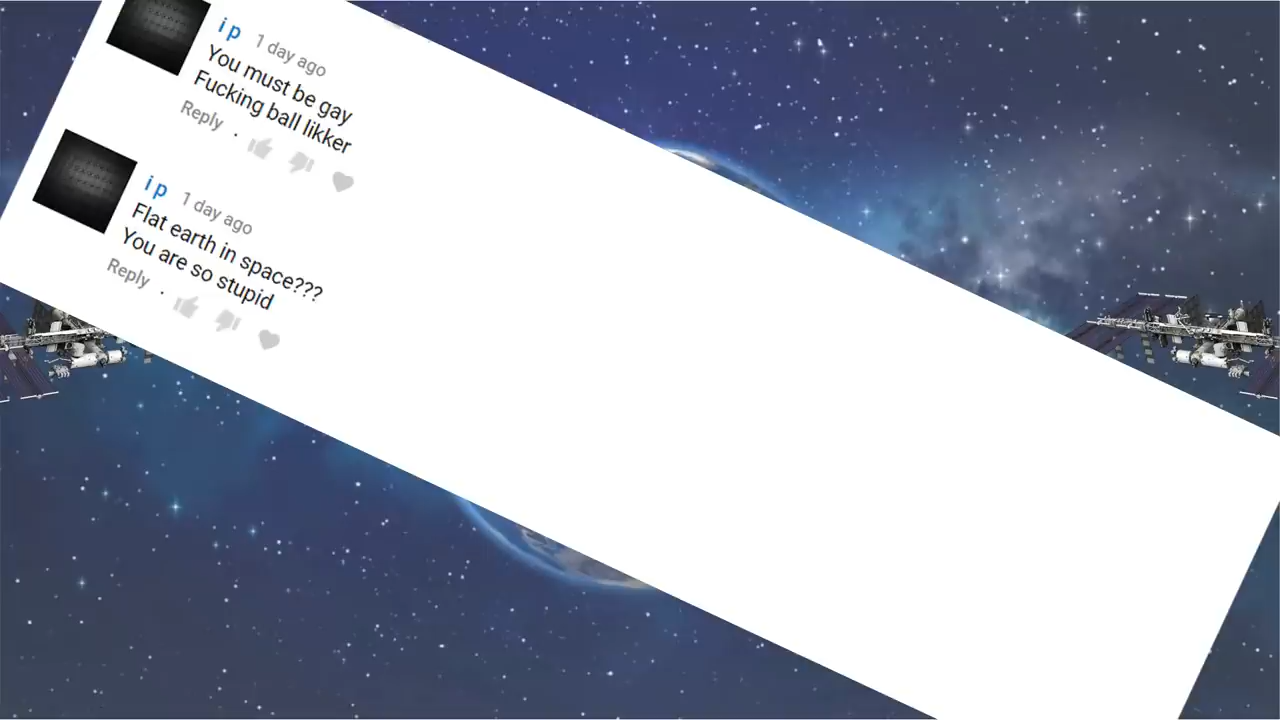 i p 1 day ago
You must be gay
Fucking ball likker
Reply .
i p 1 day ago
Flat earth in space???
You are so stupid
Reply .